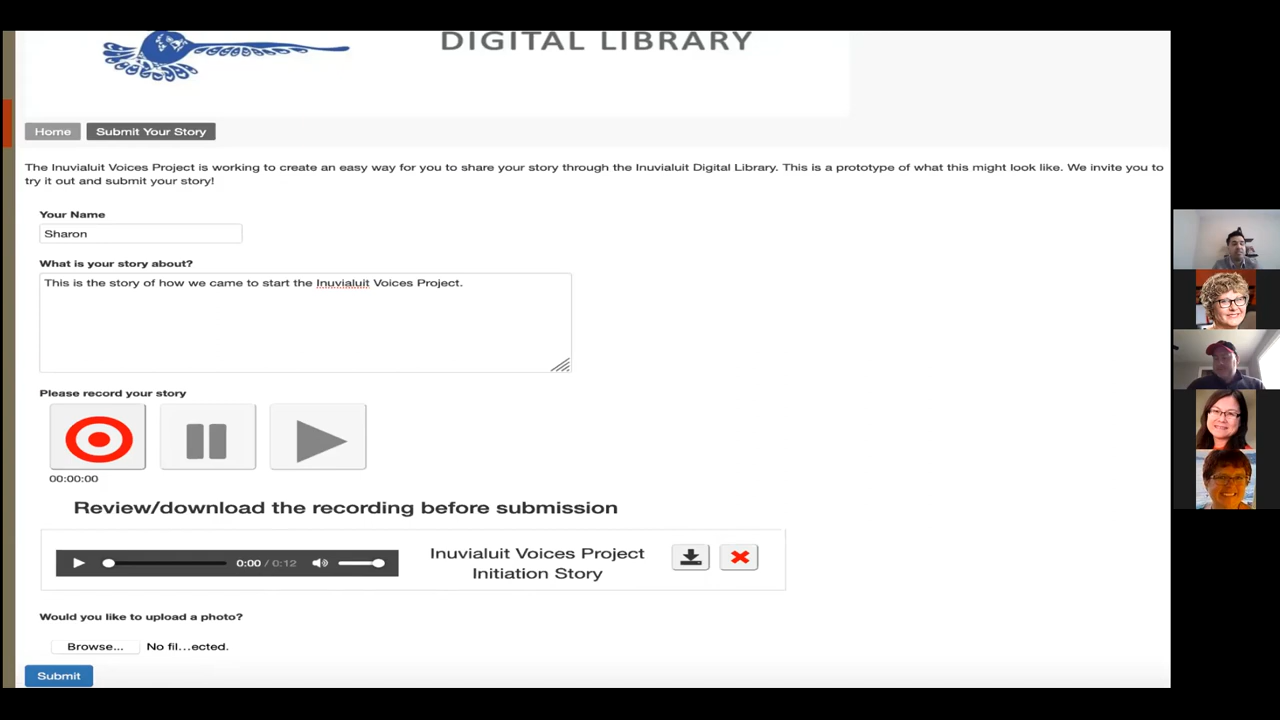 DIGITAL LIBRARY
Home
Submit Your Story
The Inuvialuit Voices Project is working to create an easy way for you to share your story through the Inuvialuit Digital Library. This is a prototype of what this might look like. We invite you to
try it out and submit your story!
Your Name
Sharon
What is your story about?
This is the story of how we came to start the Inuvialuit Voices Project.
Please record your story
00:00:00
Review/download the recording before submission
0:00 / 0:12
Inuvialuit Voices Project
Initiation Story
Would you like to upload a photo?
Browse... No fil...ected.
Submit